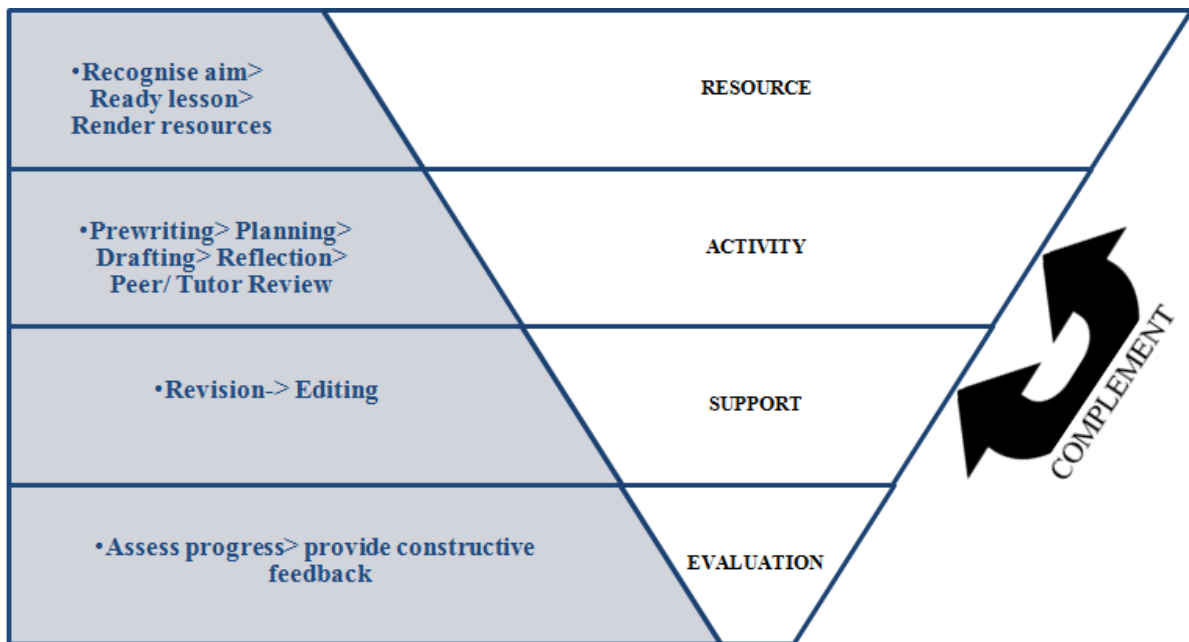 •Recognise aim>
Ready lesson>
Render resources
RESOURCE
•Prewriting> Planning>
Drafting> Reflection>
Peer/ Tutor Review
ACTIVITY
•Revision-> Editing
SUPPORT
COMPLEMENT
•Assess progress> provide constructive
feedback
EVALUATION